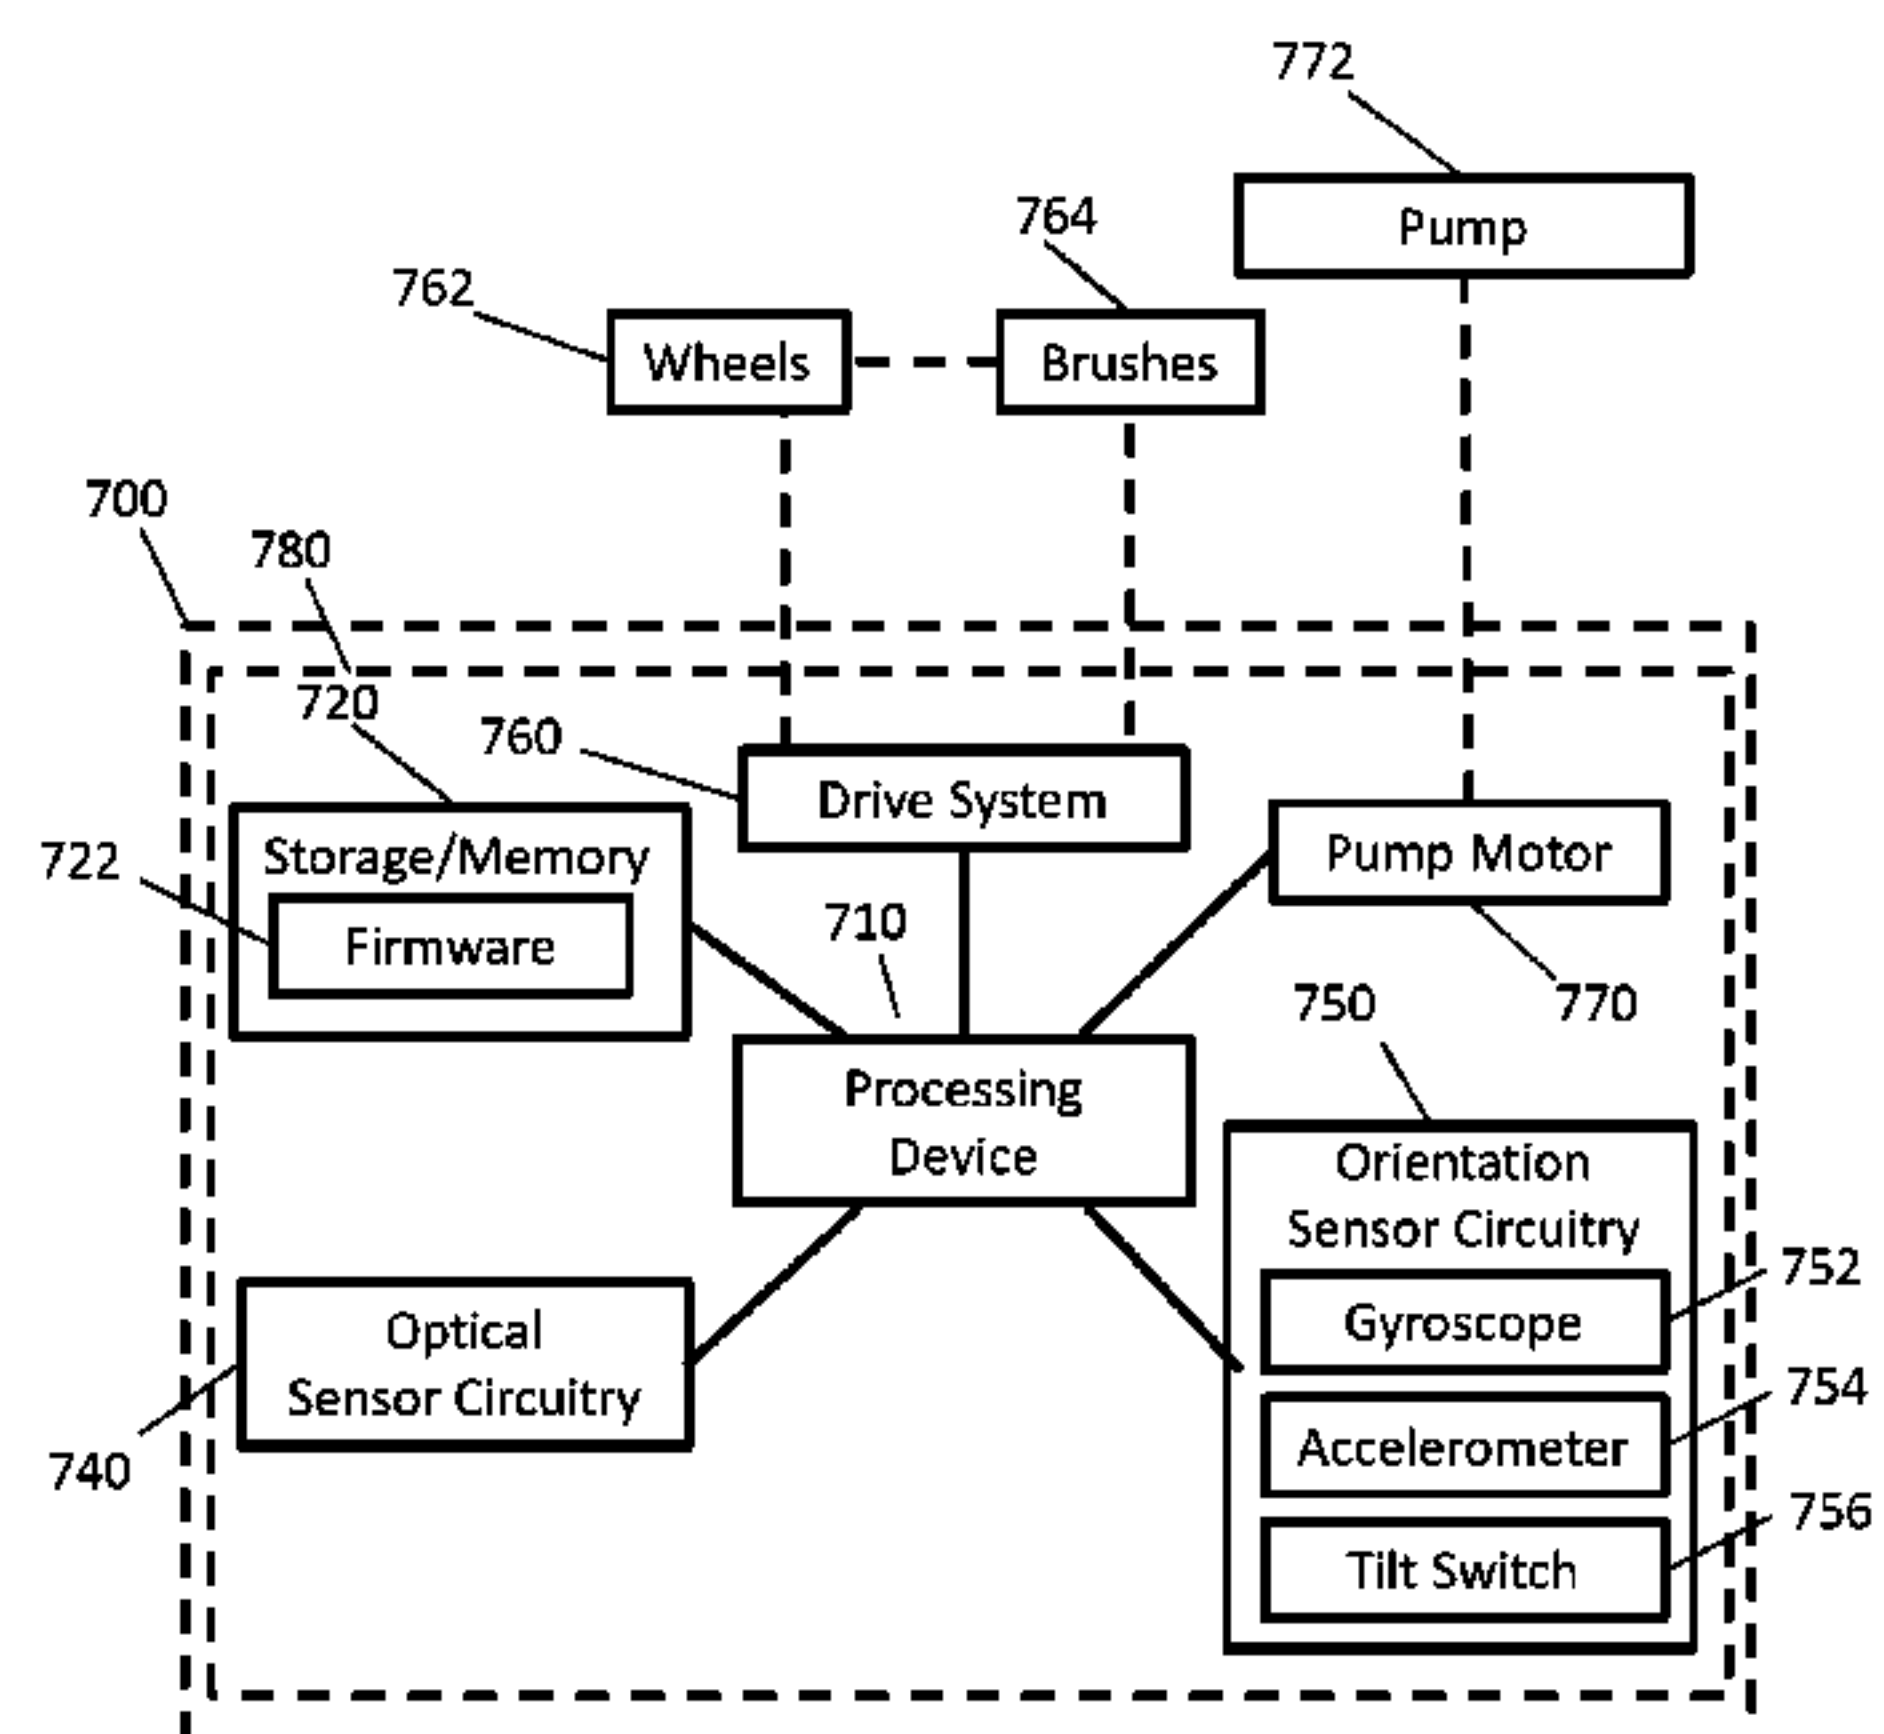 772
Pump
764
762
Wheels
Brushes
700
780
720
760
Drive System
Storage/Memory
Pump Motor
722
Firmware
710
750
770
Processing
Device
Orientation
Sensor Circuitry
752
Gyroscope
Optical
Sensor Circuitry
754
Accelerometer
740
756
Tilt Switch